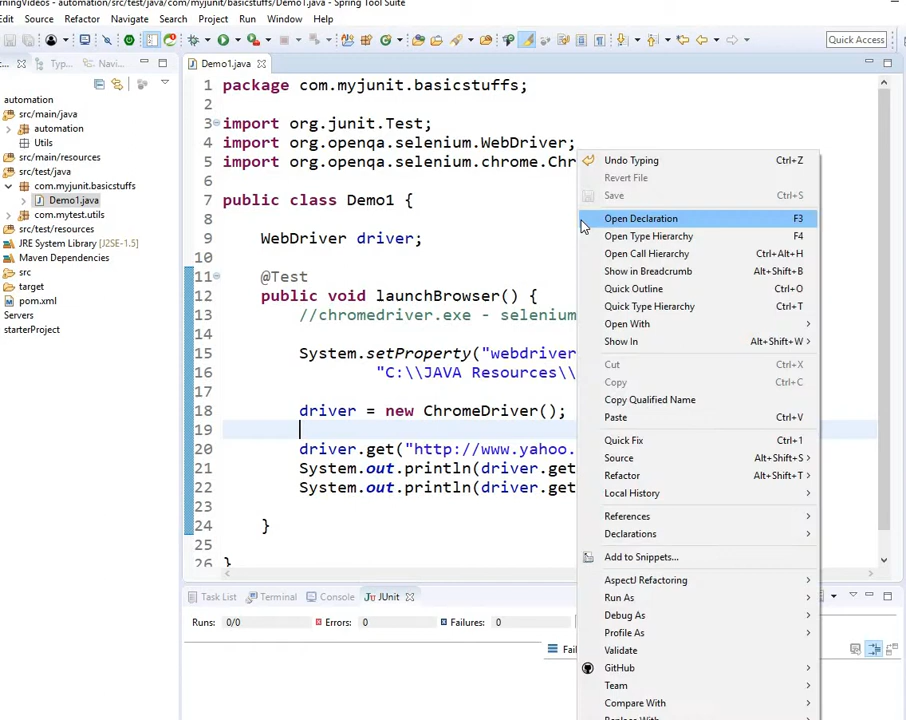 rningVideos - automation/src/test/java/com/myjunit/basicstuffs/Demo1.java - Spring Tool Suite
Edit Source Refactor Navigate Search Project Run Window Help
Quick Access
Typ... Navi...
Demo1.java
automation
src/main/java
automation
Utils
src/main/resources
src/test/java
com.myjunit.basicstuffs
Demo1.java
com.mytest.utils
src/test/resources
JRE System Library [J2SE-1.5]
Maven Dependencies
src
target
pom.xml
Servers
starterProject
1 package com.myjunit.basicstuffs;
2
3 import org.junit.Test;
4 import org.openqa.selenium.WebDriver;
5 import org.openqa.selenium.chrome.Chr
6
7 public class Demo1 {
8
9 WebDriver driver;
10
11 @Test
12 public void launchBrowser() {
13 //chromedriver.exe - selenium
14
15 System.setProperty("webdriver
16 "C:\\JAVA Resources\\
17
18 driver = new ChromeDriver();
19
20 driver.get("http://www.yahoo.
21 System.out.println(driver.get
22 System.out.println(driver.get
23
24 }
25
26 }
Undo Typing Ctrl+Z
Revert File
Save Ctrl+S
Open Declaration F3
Open Type Hierarchy F4
Open Call Hierarchy Ctrl+Alt+H
Show in Breadcrumb Alt+Shift+B
Quick Outline Ctrl+O
Quick Type Hierarchy Ctrl+T
Open With
Show In Alt+Shift+W
Cut Ctrl+X
Copy Ctrl+C
Copy Qualified Name
Paste Ctrl+V
Quick Fix Ctrl+1
Source Alt+Shift+S
Refactor Alt+Shift+T
Local History
References
Declarations
Add to Snippets...
AspectJ Refactoring
Run As
Debug As
Profile As
Validate
GitHub
Team
Compare With
Replace With
Task List Terminal Console JUnit
Runs: 0/0 Errors: 0 Failures: 0
Fail